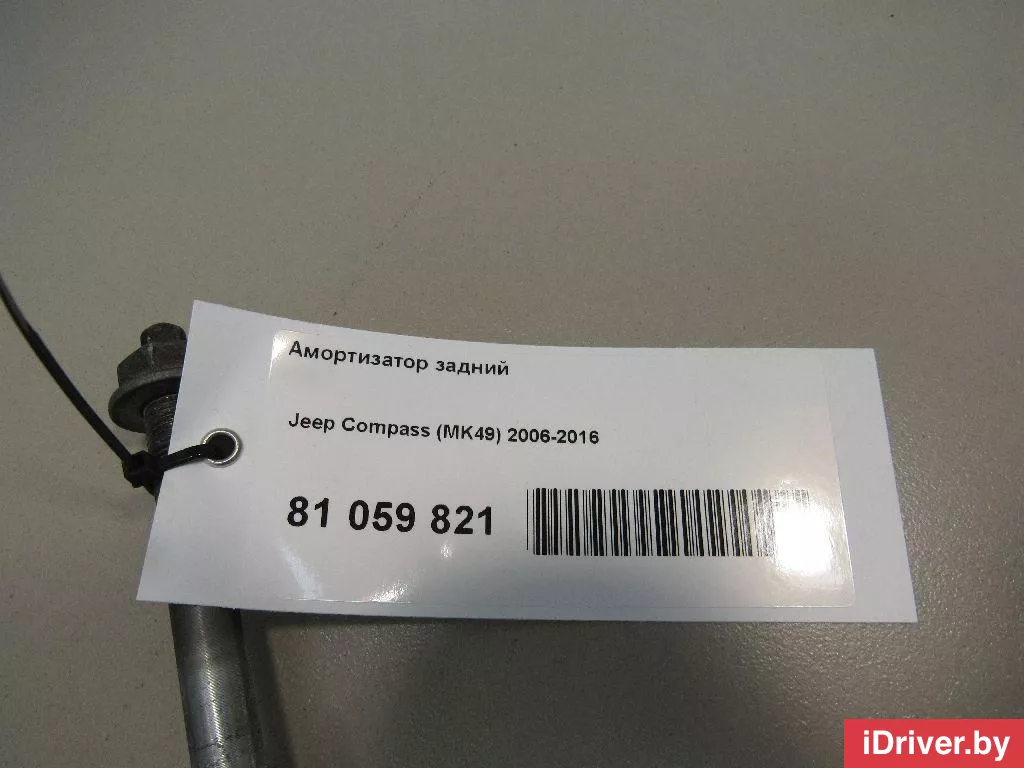 Амортизатор задний
Jeep Compass (MK49) 2006-2016
81 059 821
iDriver.by